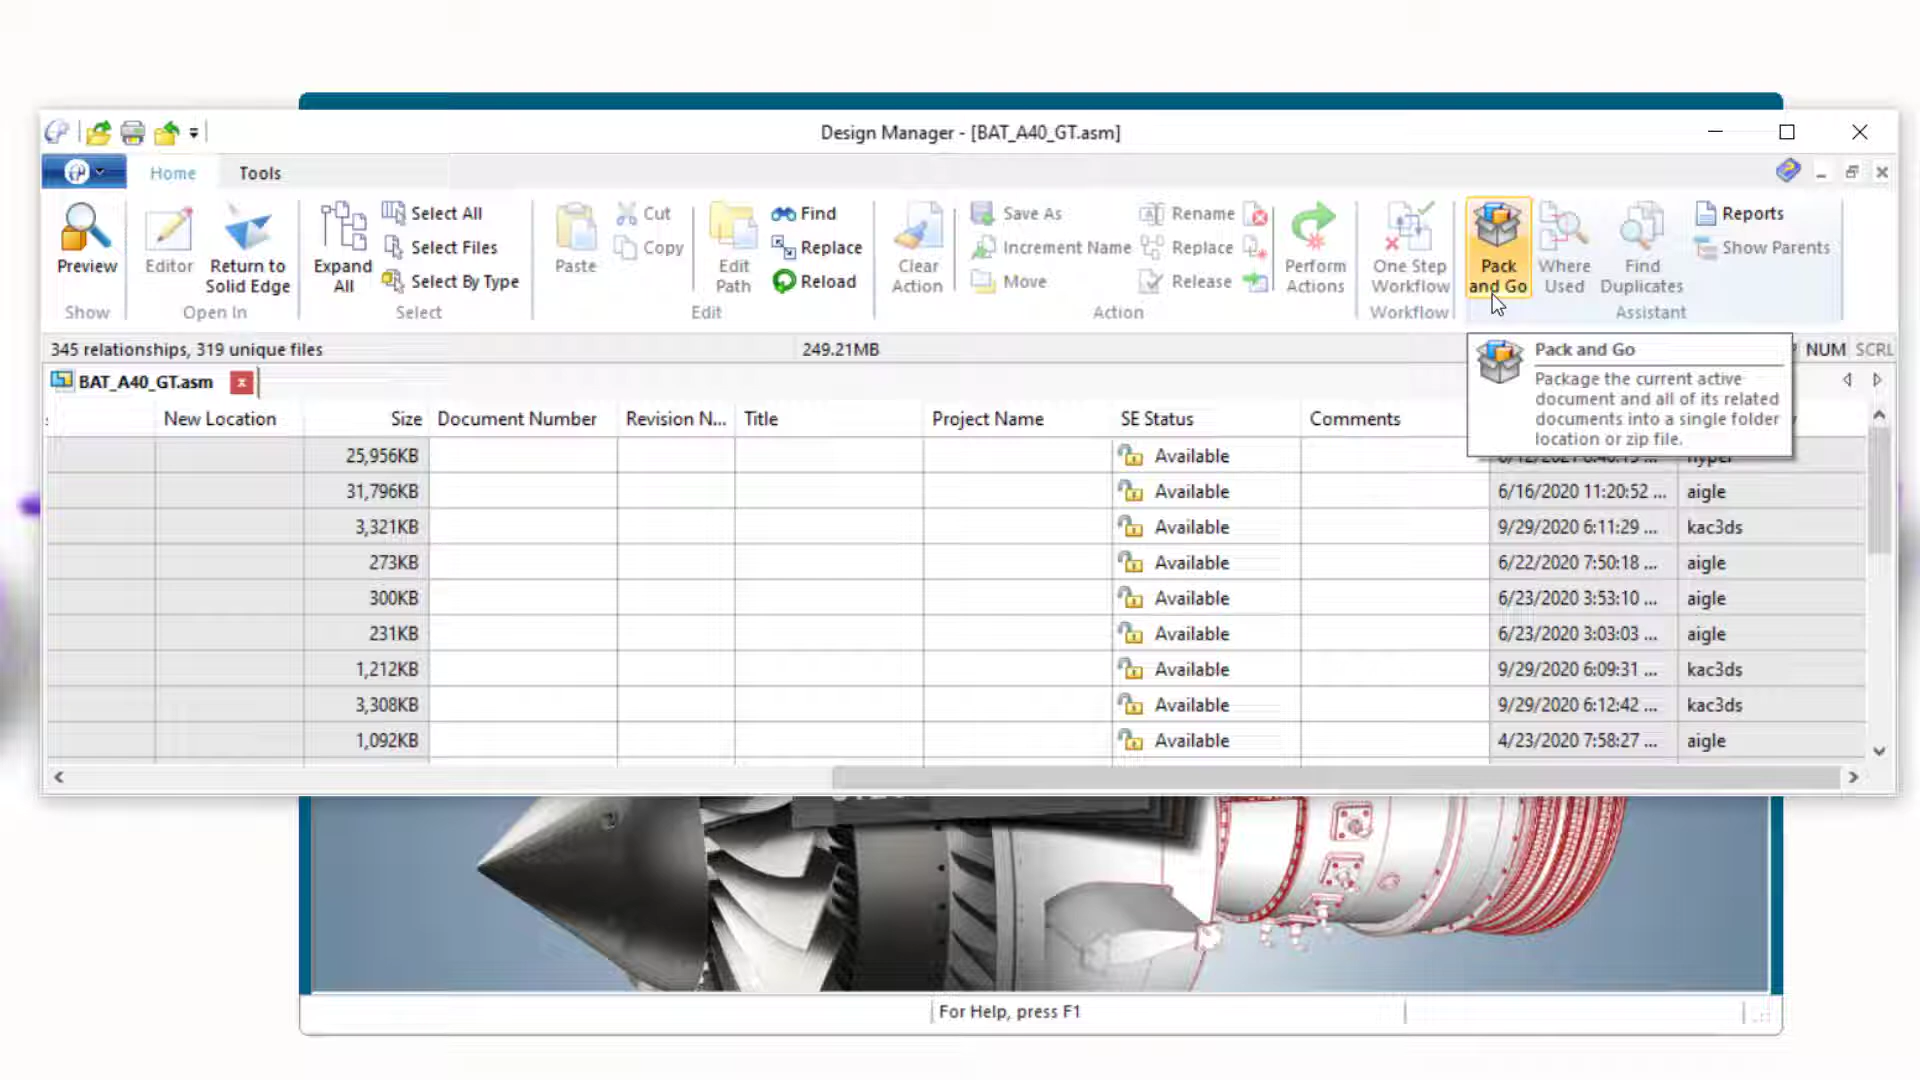 Design Manager - [BAT_A40_GT.asm]
Home
Tools
Preview
Show
Editor
Return to
Solid Edge
Open In
Expand
All
Select All
Select Files
Select By Type
Select
Paste
Cut
Copy
Edit
Path
Find
Replace
Reload
Edit
Clear
Action
Save As
Increment Name
Move
Rename
Replace
Release
Action
Perform
Actions
One Step
Workflow
Workflow
Pack
and Go
Where
Used
Find
Duplicates
Reports
Show Parents
Assistant
345 relationships, 319 unique files
249.21MB
NUM
SCRL
BAT_A40_GT.asm
Pack and Go
Package the current active
document and all of its related
documents into a single folder
location or zip file.
New Location Size Document Number Revision N... Title Project Name SE Status Comments
25,956KB Available
31,796KB Available 6/16/2020 11:20:52 ... aigle
3,321KB Available 9/29/2020 6:11:29 ... kac3ds
273KB Available 6/22/2020 7:50:18 ... aigle
300KB Available 6/23/2020 3:53:10 ... aigle
231KB Available 6/23/2020 3:03:03 ... aigle
1,212KB Available 9/29/2020 6:09:31 ... kac3ds
3,308KB Available 9/29/2020 6:12:42 ... kac3ds
1,092KB Available 4/23/2020 7:58:27 ... aigle
For Help, press F1